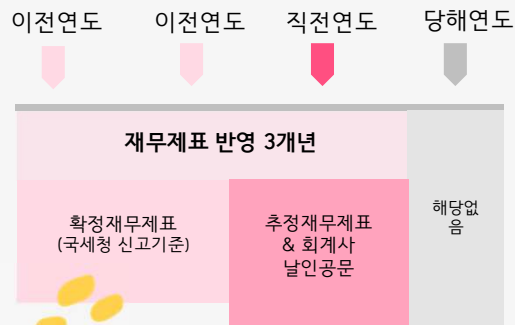 이전연도 이전연도 직전연도 당해연도
재무제표 반영 3개년
확정재무제표
(국세청 신고기준)
추정재무제표
& 회계사
날인공문
해당없
음